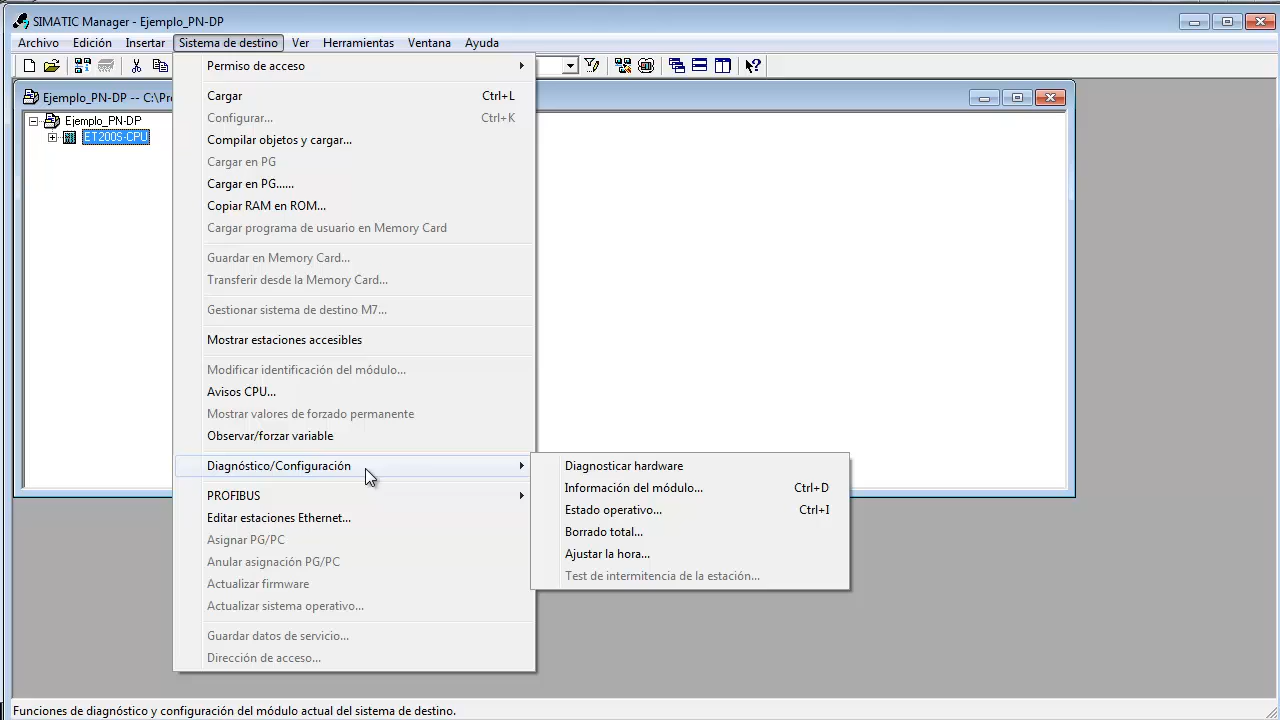 SIMATIC Manager - Ejemplo_PN-DP
Archivo Edición Insertar Sistema de destino Ver Herramientas Ventana Ayuda
Permiso de acceso
Ejemplo_PN-DP -- C:\Pr
Cargar Ctrl+L
Configurar... Ctrl+K
Ejemplo_PN-DP
ET200S-CPU
Compilar objetos y cargar...
Cargar en PG
Cargar en PG......
Copiar RAM en ROM...
Cargar programa de usuario en Memory Card
Guardar en Memory Card...
Transferir desde la Memory Card...
Gestionar sistema de destino M7...
Mostrar estaciones accesibles
Modificar identificación del módulo...
Avisos CPU...
Mostrar valores de forzado permanente
Observar/forzar variable
Diagnóstico/Configuración
PROFIBUS
Editar estaciones Ethernet...
Asignar PG/PC
Anular asignación PG/PC
Actualizar firmware
Actualizar sistema operativo...
Guardar datos de servicio...
Dirección de acceso...
Diagnosticar hardware
Información del módulo... Ctrl+D
Estado operativo... Ctrl+I
Borrado total...
Ajustar la hora...
Test de intermitencia de la estación...
Funciones de diagnóstico y configuración del módulo actual del sistema de destino.